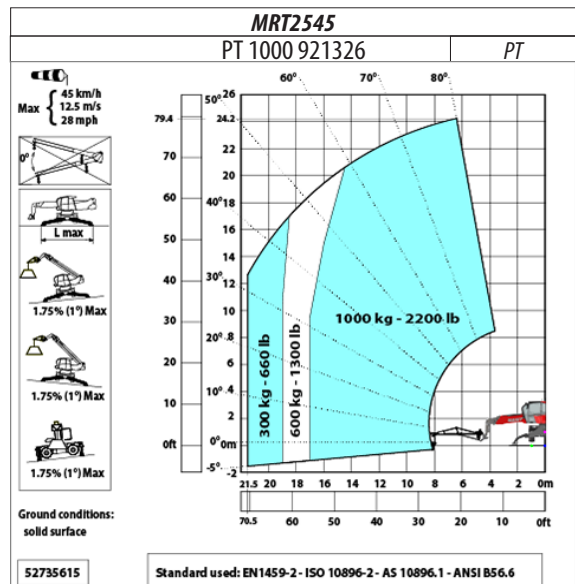 MRT2545
PT 1000 921326
PT
Max
45 km/h
12.5 m/s
28 mph
0°
L max
1.75% (1°) Max
1.75% (1°) Max
1.75% (1°) Max
Ground conditions:
solid surface
60°
70°
80°
50°
40°
30°
20°
10°
0°
-5°
79.4
70
60
50
40
30
20
10
0ft
26
24.2
22
20
18
16
14
12
10
8
6
4
2
0m
-2
300 kg - 660 lb
600 kg - 1300 lb
1000 kg - 2200 lb
21.5 20 18 16 14 12 10 8 6 4 2 0m
70.5 60 50 40 30 20 10 0ft
52735615
Standard used: EN1459-2 - ISO 10896-2 - AS 10896.1 - ANSI B56.6